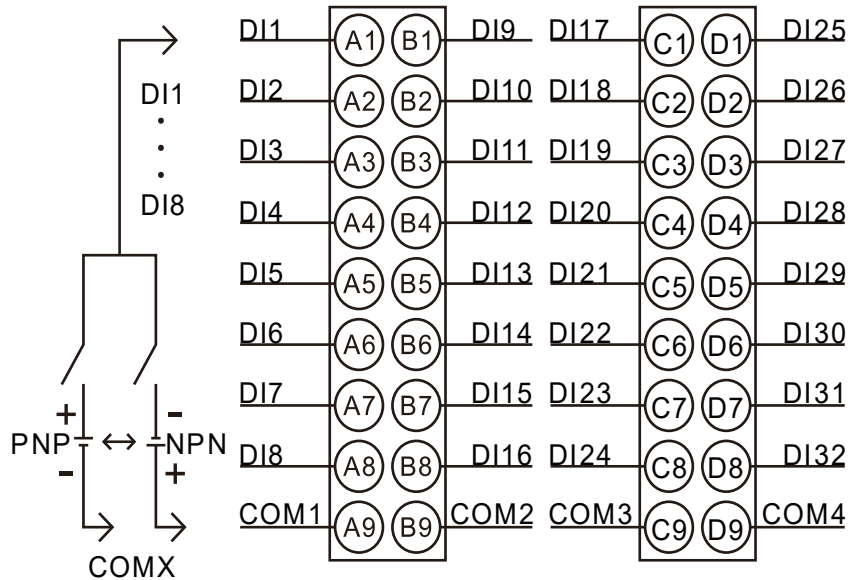 DI1 A1 B1 DI9 DI17 C1 D1 DI25
DI1 DI2 A2 B2 DI10 DI18 C2 D2 DI26
DI3 A3 B3 DI11 DI19 C3 D3 DI27
DI8 DI4 A4 B4 DI12 DI20 C4 D4 DI28
DI5 A5 B5 DI13 DI21 C5 D5 DI29
DI6 A6 B6 DI14 DI22 C6 D6 DI30
+ - DI7 A7 B7 DI15 DI23 C7 D7 DI31
PNP NPN DI8 A8 B8 DI16 DI24 C8 D8 DI32
- +
COM1 A9 B9 COM2 COM3 C9 D9 COM4
COMX